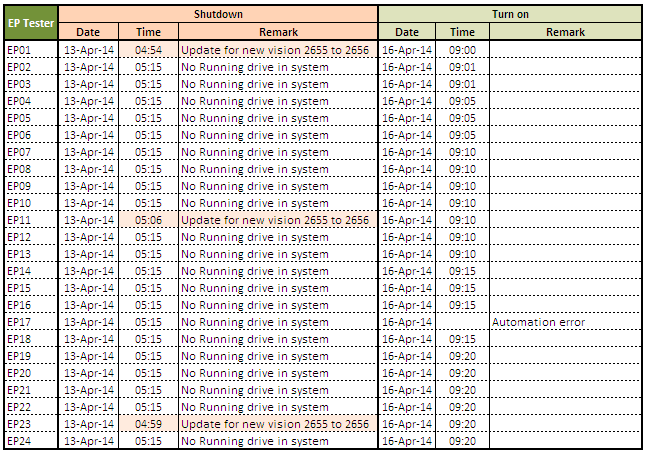 EP Tester Shutdown Turn on
Date Time Remark Date Time Remark
EP01 13-Apr-14 04:54 Update for new vision 2655 to 2656 16-Apr-14 09:00
EP02 13-Apr-14 05:15 No Running drive in system 16-Apr-14 09:01
EP03 13-Apr-14 05:15 No Running drive in system 16-Apr-14 09:01
EP04 13-Apr-14 05:15 No Running drive in system 16-Apr-14 09:05
EP05 13-Apr-14 05:15 No Running drive in system 16-Apr-14 09:05
EP06 13-Apr-14 05:15 No Running drive in system 16-Apr-14 09:05
EP07 13-Apr-14 05:15 No Running drive in system 16-Apr-14 09:10
EP08 13-Apr-14 05:15 No Running drive in system 16-Apr-14 09:10
EP09 13-Apr-14 05:15 No Running drive in system 16-Apr-14 09:10
EP10 13-Apr-14 05:15 No Running drive in system 16-Apr-14 09:10
EP11 13-Apr-14 05:06 Update for new vision 2655 to 2656 16-Apr-14 09:10
EP12 13-Apr-14 05:15 No Running drive in system 16-Apr-14 09:10
EP13 13-Apr-14 05:15 No Running drive in system 16-Apr-14 09:10
EP14 13-Apr-14 05:15 No Running drive in system 16-Apr-14 09:15
EP15 13-Apr-14 05:15 No Running drive in system 16-Apr-14 09:15
EP16 13-Apr-14 05:15 No Running drive in system 16-Apr-14 09:15
EP17 13-Apr-14 05:15 No Running drive in system 16-Apr-14 Automation error
EP18 13-Apr-14 05:15 No Running drive in system 16-Apr-14 09:15
EP19 13-Apr-14 05:15 No Running drive in system 16-Apr-14 09:20
EP20 13-Apr-14 05:15 No Running drive in system 16-Apr-14 09:20
EP21 13-Apr-14 05:15 No Running drive in system 16-Apr-14 09:20
EP22 13-Apr-14 05:15 No Running drive in system 16-Apr-14 09:20
EP23 13-Apr-14 04:59 Update for new vision 2655 to 2656 16-Apr-14 09:20
EP24 13-Apr-14 05:15 No Running drive in system 16-Apr-14 09:20